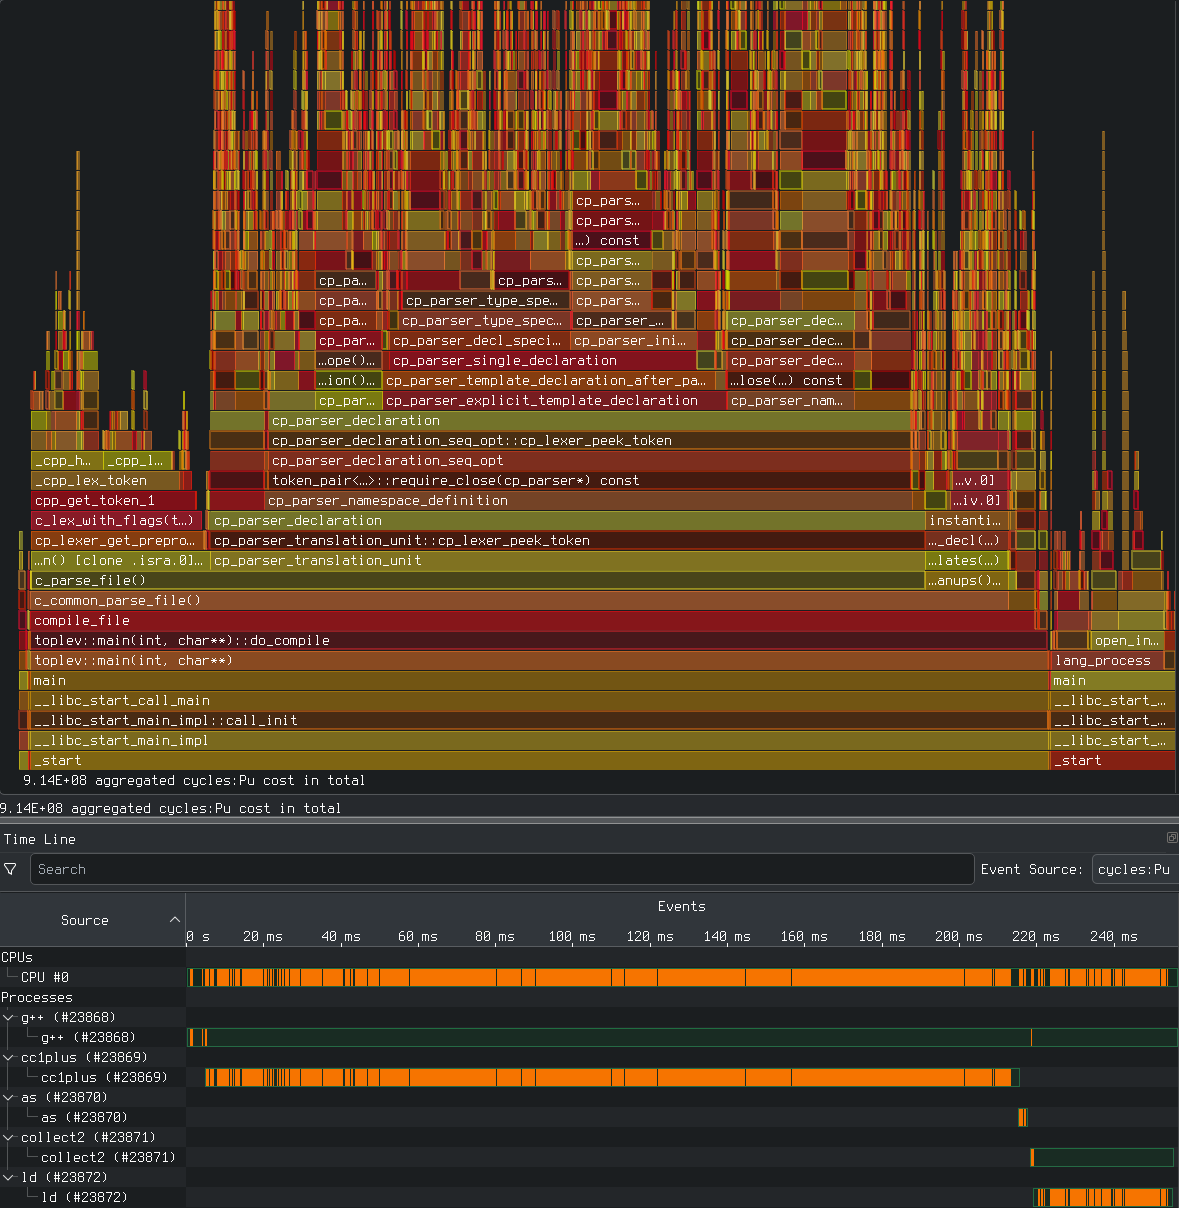 cp_pars…
cp_pars…
…) const
cp_pars…
cp_pa… cp_pars… cp_pars…
cp_pa… cp_parser_type_spe… cp_pars…
cp_pa… cp_parser_type_spec… cp_parser_… cp_parser_dec…
cp_par… cp_parser_decl_speci… cp_parser_ini… cp_parser_dec…
…ope()… cp_parser_single_declaration cp_parser_dec…
…ion()… cp_parser_template_declaration_after_pa… …lose(…) const
cp_par… cp_parser_explicit_template_declaration cp_parser_nam…
cp_parser_declaration
cp_parser_declaration_seq_opt::cp_lexer_peek_token
_cpp_h… _cpp_l… cp_parser_declaration_seq_opt
_cpp_lex_token token_pair<…>::require_close(cp_parser*) const …v.0]
cpp_get_token_1 cp_parser_namespace_definition …iv.0]
c_lex_with_flags(t…) cp_parser_declaration instanti…
cp_lexer_get_prepro… cp_parser_translation_unit::cp_lexer_peek_token …_decl(…)
…n() [clone .isra.0]… cp_parser_translation_unit …lates(…)
c_parse_file() …anups()…
c_common_parse_file()
compile_file
toplev::main(int, char**)::do_compile open_in…
toplev::main(int, char**) lang_process
main main
__libc_start_call_main __libc_start_…
__libc_start_main_impl::call_init __libc_start_…
__libc_start_main_impl __libc_start_…
_start _start
9.14E+08 aggregated cycles:Pu cost in total
9.14E+08 aggregated cycles:Pu cost in total
Time Line
Search Event Source: cycles:Pu
Source Events
0 s 20 ms 40 ms 60 ms 80 ms 100 ms 120 ms 140 ms 160 ms 180 ms 200 ms 220 ms 240 ms
CPUs
CPU #0
Processes
g++ (#23868)
g++ (#23868)
cc1plus (#23869)
cc1plus (#23869)
as (#23870)
as (#23870)
collect2 (#23871)
collect2 (#23871)
ld (#23872)
ld (#23872)